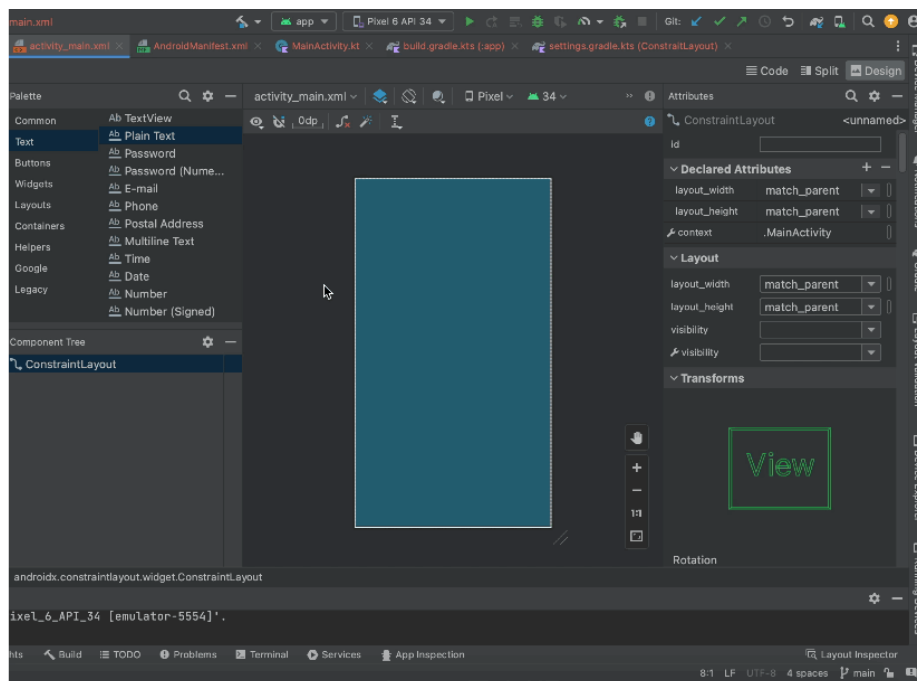 main.xml
app
Pixel 6 API 34
Git:
activity_main.xml
AndroidManifest.xml
MainActivity.kt
build.gradle.kts (:app)
settings.gradle.kts (ConstraitLayout)
Code
Split
Design
Palette
Common
Text
Buttons
Widgets
Layouts
Containers
Helpers
Google
Legacy
Ab TextView
Ab Plain Text
Ab Password
Ab Password (Nume...
Ab E-mail
Ab Phone
Ab Postal Address
Ab Multiline Text
Ab Time
Ab Date
Ab Number
Ab Number (Signed)
Component Tree
ConstraintLayout
activity_main.xml
Pixel
34
»
0dp
1:1
Attributes
ConstraintLayout <unnamed>
id
Declared Attributes
layout_width match_parent
layout_height match_parent
context .MainActivity
Layout
layout_width match_parent
layout_height match_parent
visibility
visibility
Transforms
View
Rotation
androidx.constraintlayout.widget.ConstraintLayout
ixel_6_API_34 [emulator-5554]'.
hts
Build
TODO
Problems
Terminal
Services
App Inspection
Layout Inspector
8:1 LF UTF-8 4 spaces main